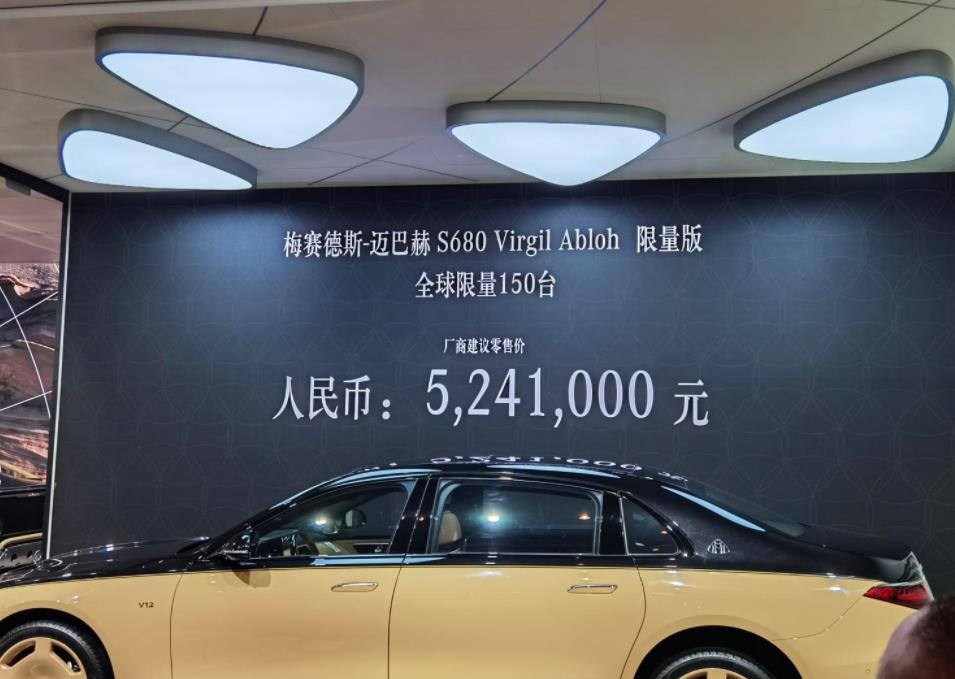 梅赛德斯-迈巴赫 S680 Virgil Abloh 限量版
全球限量150台
厂商建议零售价
人民币：5,241,000 元
V12